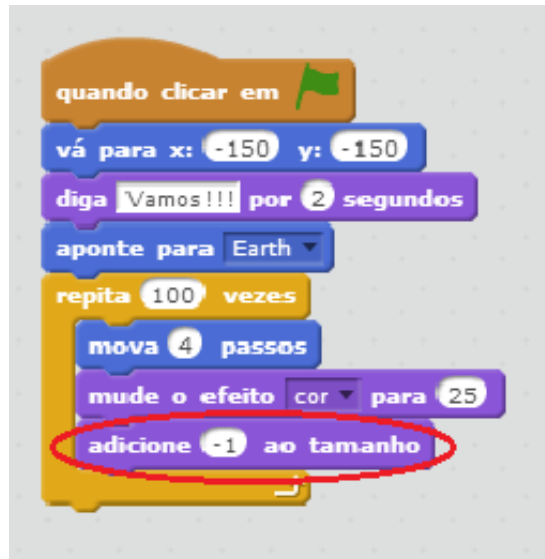 quando clicar em
vá para x: -150 y: -150
diga Vamos!!! por 2 segundos
aponte para Earth
repita 100 vezes
mova 4 passos
mude o efeito cor para 25
adicione -1 ao tamanho